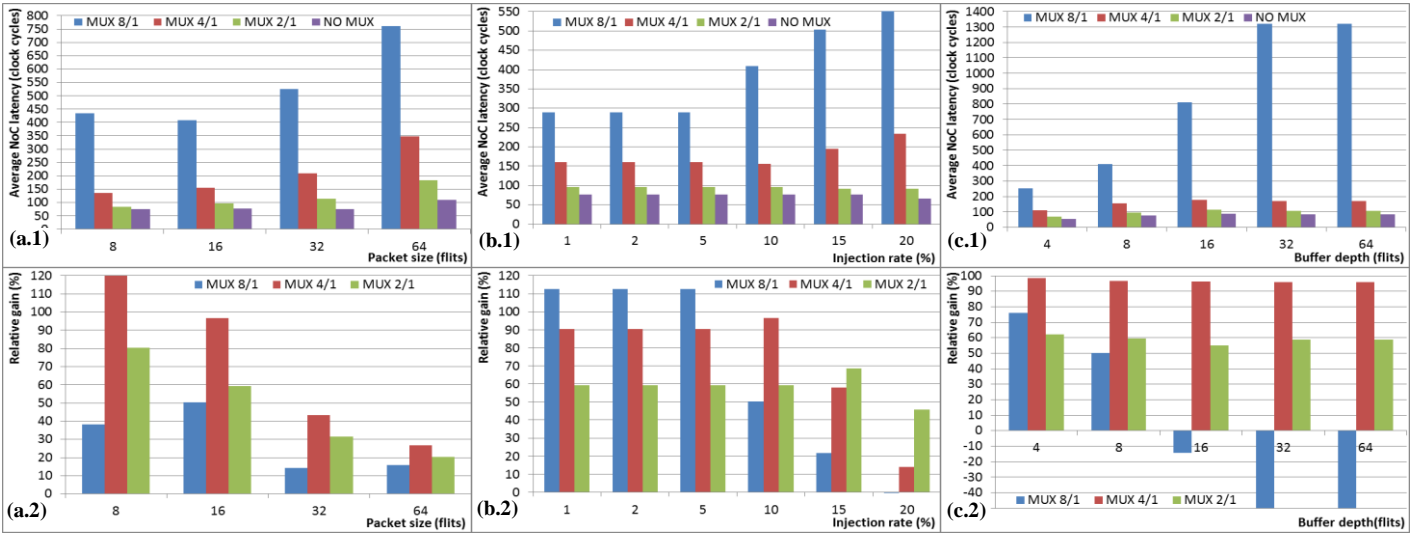 Average NoC latency (clock cycles)
800
750
700
650
600
550
500
450
400
350
300
250
200
150
100
50
0
MUX 8/1 MUX 4/1 MUX 2/1 NO MUX
8 16 32 64
Packet size (flits)
(a.1)
Average NoC latency (clock cycles)
550
500
450
400
350
300
250
200
150
100
50
0
MUX 8/1 MUX 4/1 MUX 2/1 NO MUX
1 2 5 10 15 20
Injection rate (%)
(b.1)
Average NoC latency (clock cycles)
1400
1300
1200
1100
1000
900
800
700
600
500
400
300
200
100
0
MUX 8/1 MUX 4/1 MUX 2/1 NO MUX
4 8 16 32 64
Buffer depth (flits)
(c.1)
Relative gain (%)
120
110
100
90
80
70
60
50
40
30
20
10
0
MUX 8/1 MUX 4/1 MUX 2/1
8 16 32 64
Packet size (flits)
(a.2)
Relative gain (%)
120
110
100
90
80
70
60
50
40
30
20
10
0
MUX 8/1 MUX 4/1 MUX 2/1
1 2 5 10 15 20
Injection rate (%)
(b.2)
Relative gain (%)
100
90
80
70
60
50
40
30
20
10
0
-10
-20
-30
-40
4 8 16 32 64
MUX 8/1 MUX 4/1 MUX 2/1
Buffer depth(flits)
(c.2)